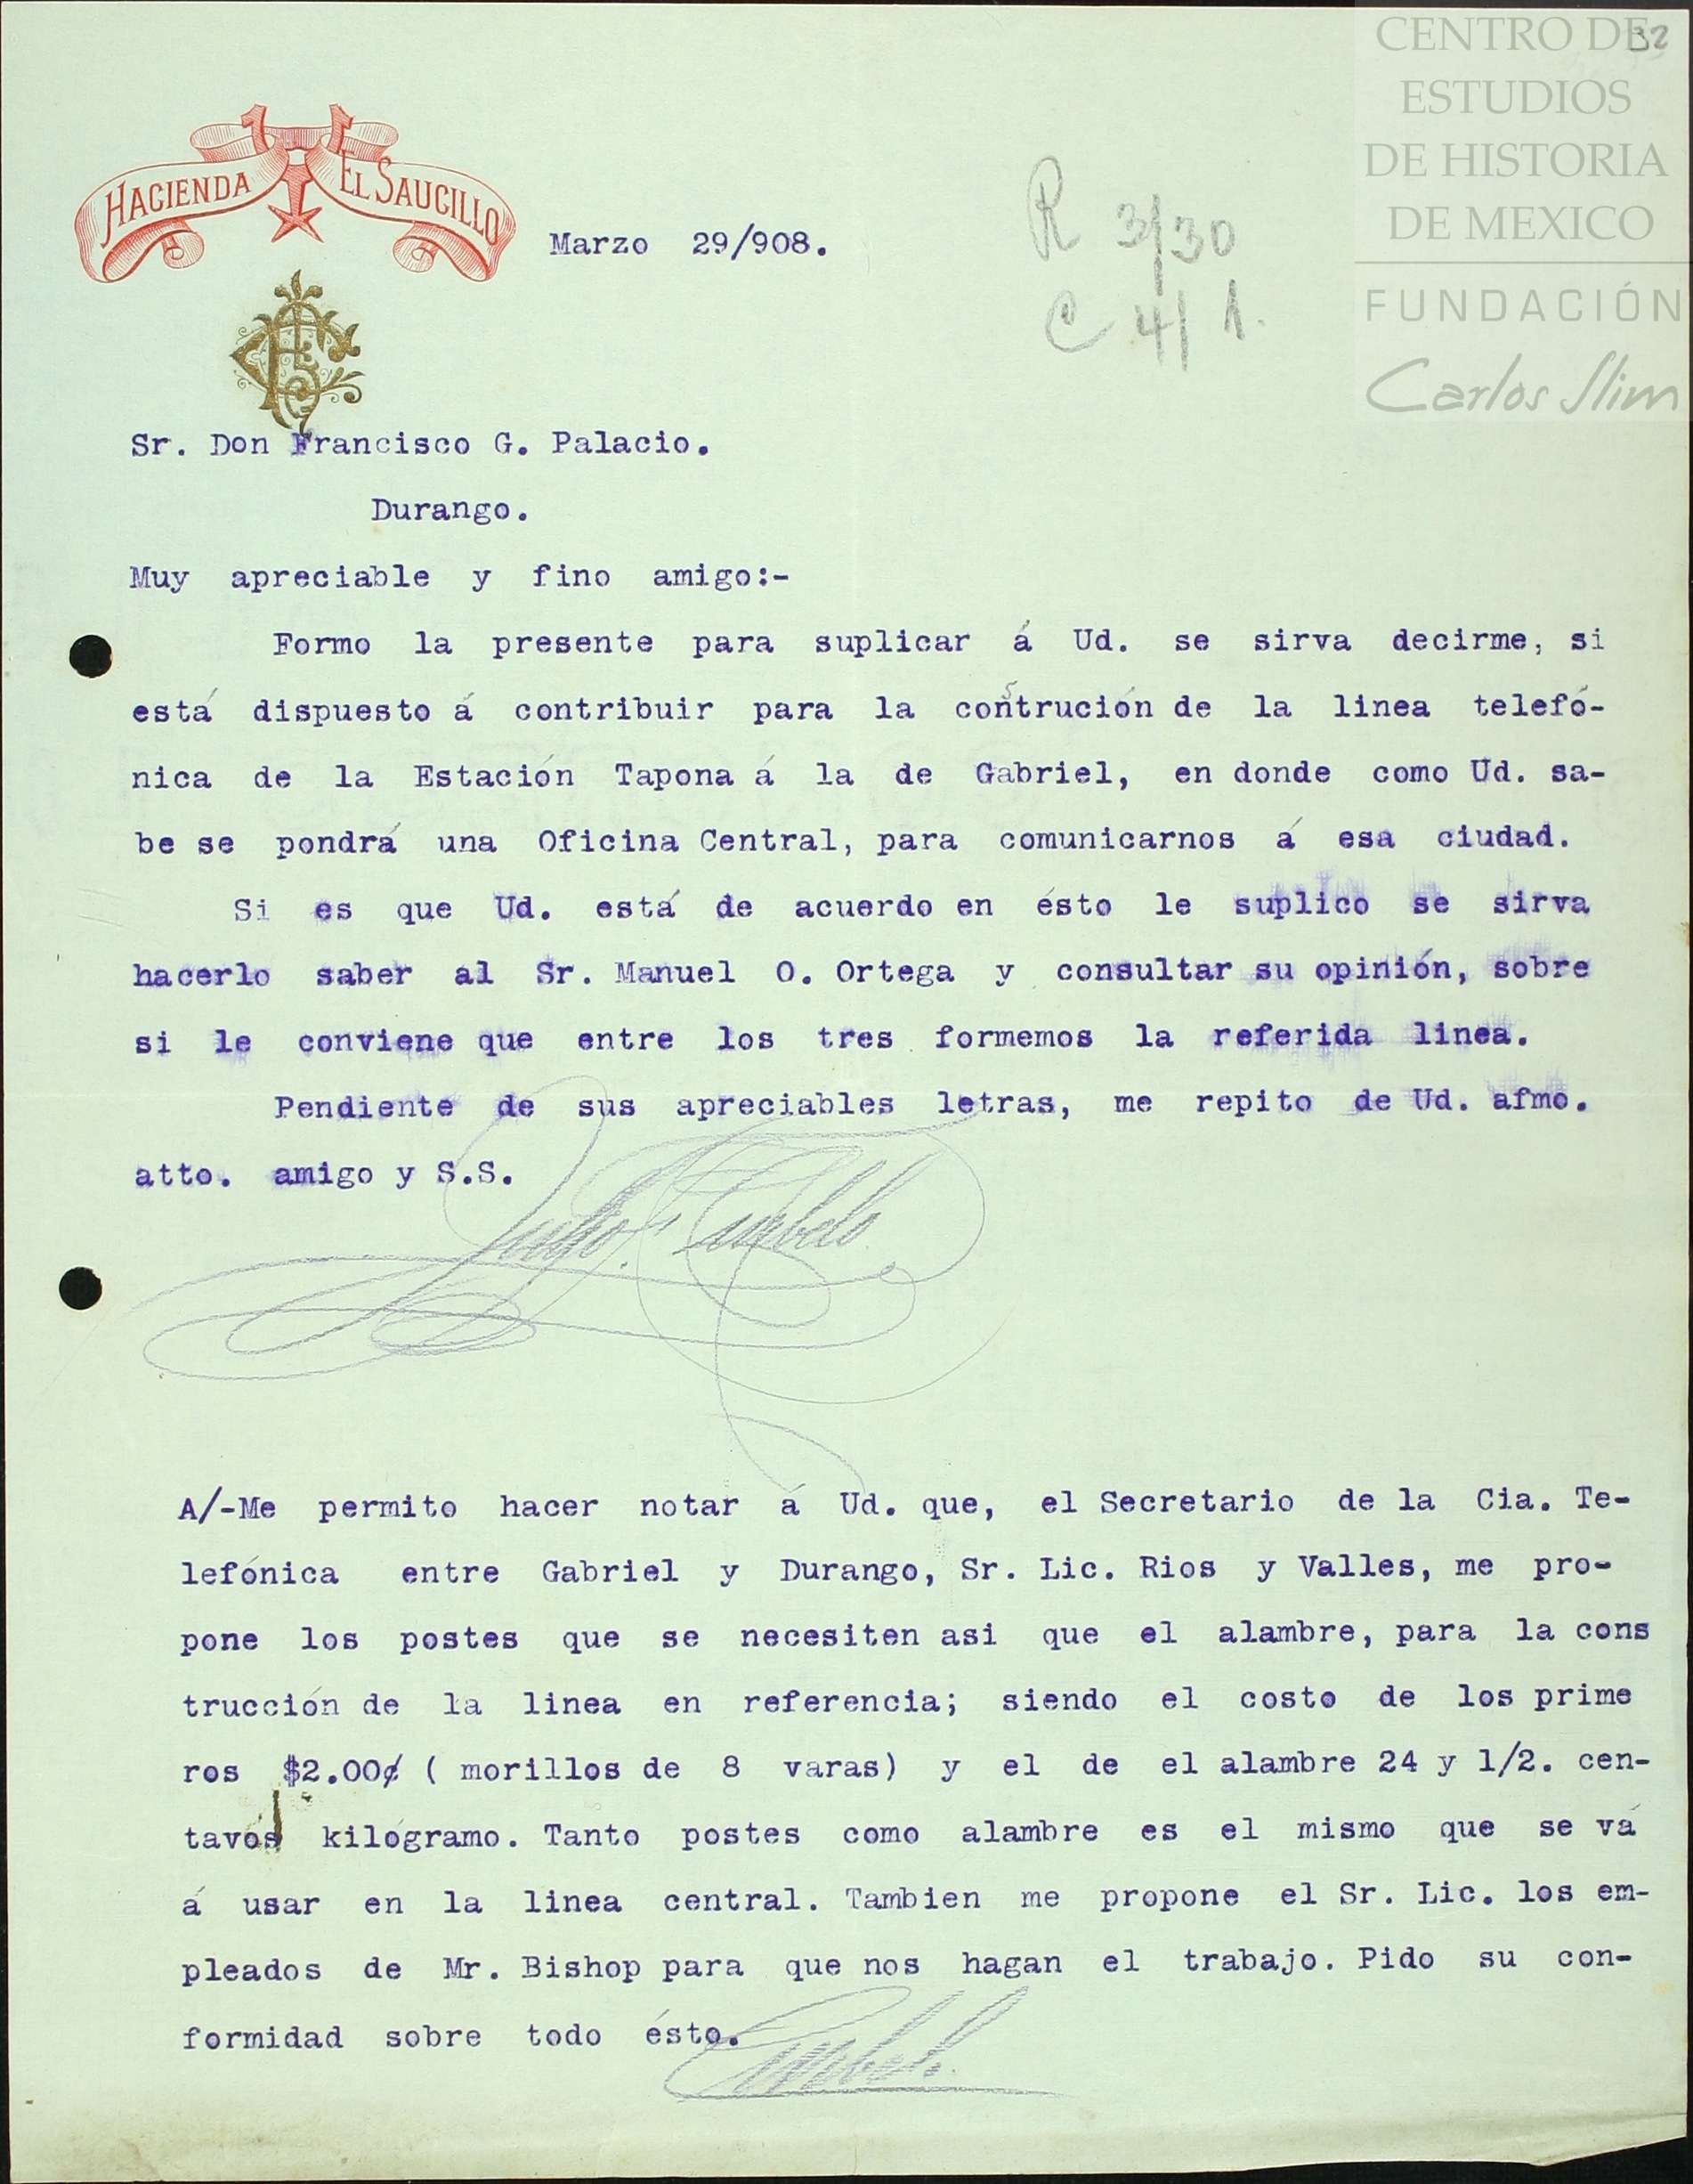 32
CENTRO DE
ESTUDIOS
DE HISTORIA
DE MEXICO
FUNDACIÓN
Carlos Slim
HACIENDA EL SAUCILLO
Marzo 29/908.
R 3/30
C 4/1.
Sr. Don Francisco G. Palacio.
Durango.
Muy apreciable y fino amigo:-
Formo la presente para suplicar á Ud. se sirva decirme, si
está dispuesto á contribuir para la construción de la linea telefó-
nica de la Estación Tapona á la de Gabriel, en donde como Ud. sa-
be se pondrá una Oficina Central, para comunicarnos á esa ciudad.
Si es que Ud. está de acuerdo en ésto le suplico se sirva
hacerlo saber al Sr. Manuel O. Ortega y consultar su opinión, sobre
si le conviene que entre los tres formemos la referida linea.
Pendiente de sus apreciables letras, me repito de Ud. afmo.
atto. amigo y S.S.
A/-Me permito hacer notar á Ud. que, el Secretario de la Cia. Te-
lefónica entre Gabriel y Durango, Sr. Lic. Rios y Valles, me pro-
pone los postes que se necesiten asi que el alambre, para la cons
trucción de la linea en referencia; siendo el costo de los prime
ros $2.00¢ ( morillos de 8 varas) y el de el alambre 24 y 1/2. cen-
tavos kilógramo. Tanto postes como alambre es el mismo que se vá
á usar en la linea central. Tambien me propone el Sr. Lic. los em-
pleados de Mr. Bishop para que nos hagan el trabajo. Pido su con-
formidad sobre todo ésto.